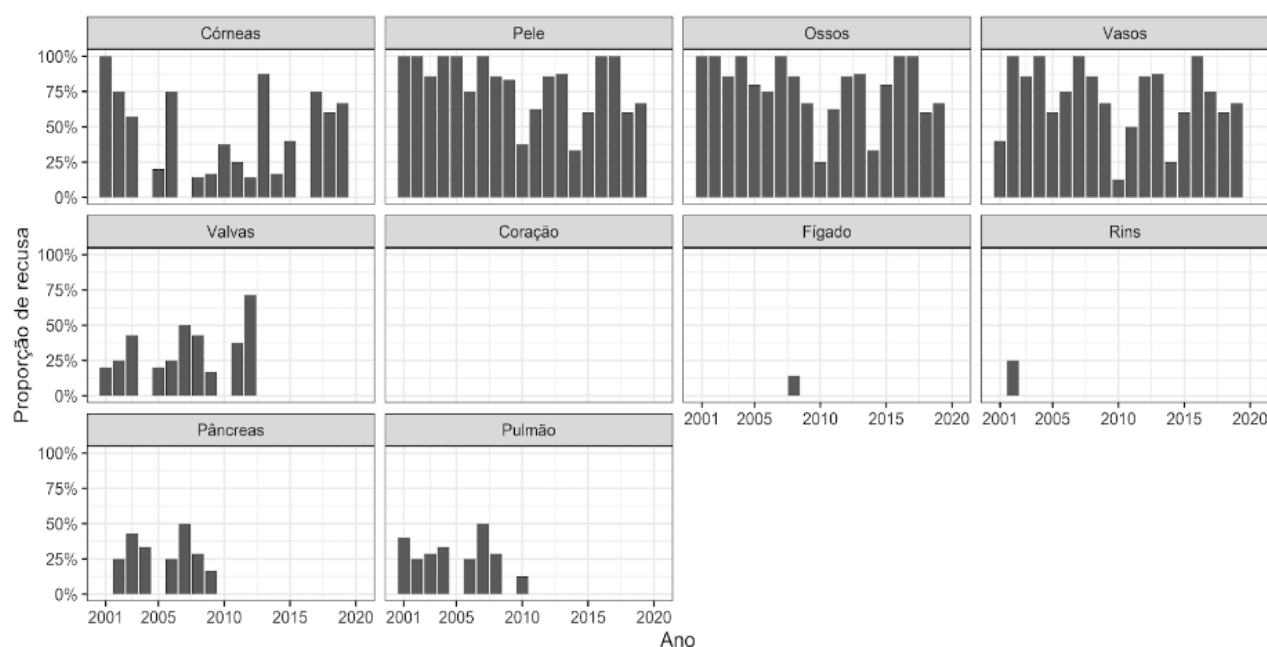 Córneas Pele Ossos Vasos
100%
75%
50%
25%
0%
Valvas Coração Fígado Rins
100%
75%
50%
25%
0%
2001 2005 2010 2015 2020 2001 2005 2010 2015 2020
Pâncreas Pulmão
100%
75%
50%
25%
0%
2001 2005 2010 2015 2020 2001 2005 2010 2015 2020
Proporção de recusa
Ano